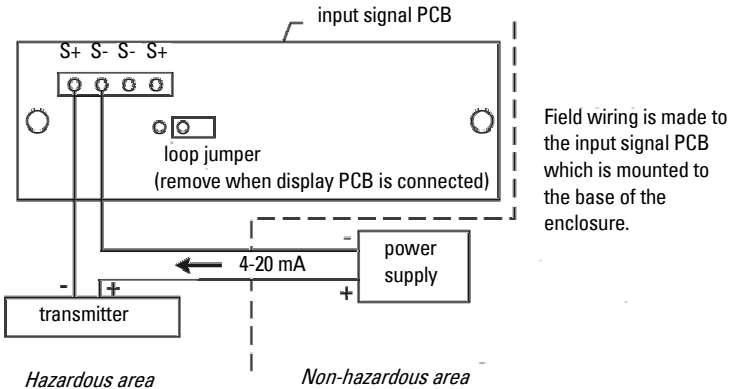 input signal PCB
S+ S- S- S+
loop jumper
(remove when display PCB is connected)
Field wiring is made to
the input signal PCB
which is mounted to
the base of the
enclosure.
-
power
supply
4-20 mA
+
- +
transmitter
Hazardous area
Non-hazardous area